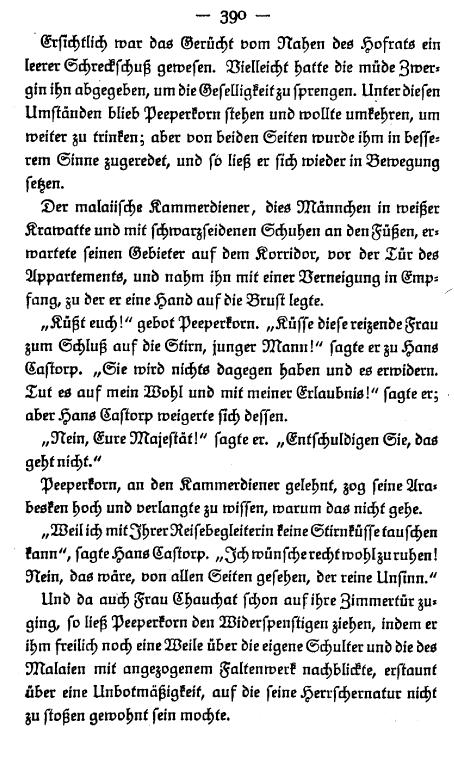 — 390 —
Ersichtlich war das Gerücht vom Nahen des Hofrats ein
leerer Schreckschuß gewesen. Vielleicht hatte die müde Zwer=
gin ihn abgegeben, um die Geselligkeit zu sprengen. Unter diesen
Umständen blieb Peeperkorn stehen und wollte umkehren, um
weiter zu trinken; aber von beiden Seiten wurde ihm in besse=
rem Sinne zugeredet, und so ließ er sich wieder in Bewegung
setzen.
Der malaiische Kammerdiener, dies Männchen in weißer
Krawatte und mit schwarzseidenen Schuhen an den Füßen, er=
wartete seinen Gebieter auf dem Korridor, vor der Tür des
Appartements, und nahm ihn mit einer Verneigung in Emp=
fang, zu der er eine Hand auf die Brust legte.
„Küßt euch!“ gebot Peeperkorn. „Küsse diese reizende Frau
zum Schluß auf die Stirn, junger Mann!“ sagte er zu Hans
Castorp. „Sie wird nichts dagegen haben und es erwidern.
Tut es auf mein Wohl und mit meiner Erlaubnis!“ sagte er;
aber Hans Castorp weigerte sich dessen.
„Nein, Eure Majestät!“ sagte er. „Entschuldigen Sie, das
geht nicht.“
Peeperkorn, an den Kammerdiener gelehnt, zog seine Ara=
besken hoch und verlangte zu wissen, warum das nicht gehe.
„Weil ich mit Ihrer Reisebegleiterin keine Stirnküsse tauschen
kann“, sagte Hans Castorp. „Ich wünsche recht wohl zu ruhen!
Nein, das wäre, von allen Seiten gesehen, der reine Unsinn.“
Und da auch Frau Chauchat schon auf ihre Zimmertür zu=
ging, so ließ Peeperkorn den Widerspenstigen ziehen, indem er
ihm freilich noch eine Weile über die eigene Schulter und die des
Malaien mit angezogenem Faltenwerk nachblickte, erstaunt
über eine Unbotmäßigkeit, auf die seine Herrschernatur nicht
zu stoßen gewohnt sein mochte.